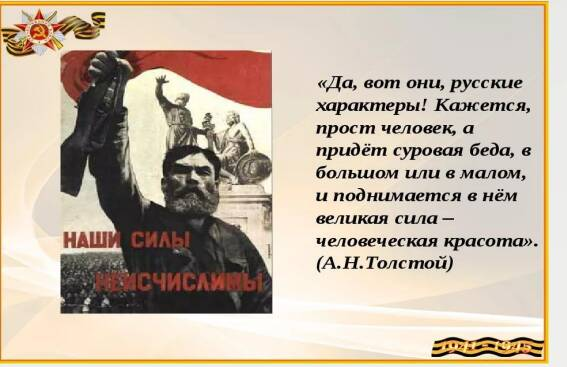 НАШИ СИЛЫ
НЕИСЧИСЛИМЫ
«Да, вот они, русские
характеры! Кажется,
прост человек, а
придёт суровая беда, в
большом или в малом,
и поднимается в нём
великая сила –
человеческая красота».
(А.Н.Толстой)
1941 - 1945